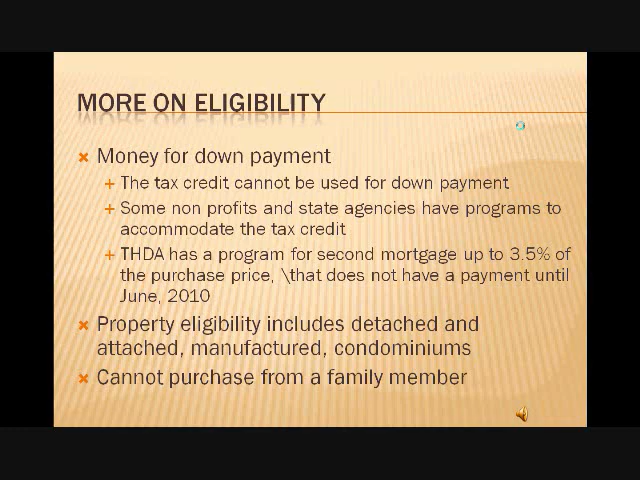 MORE ON ELIGIBILITY
Money for down payment
The tax credit cannot be used for down payment
Some non profits and state agencies have programs to
accommodate the tax credit
THDA has a program for second mortgage up to 3.5% of
the purchase price, \that does not have a payment until
June, 2010
Property eligibility includes detached and
attached, manufactured, condominiums
Cannot purchase from a family member